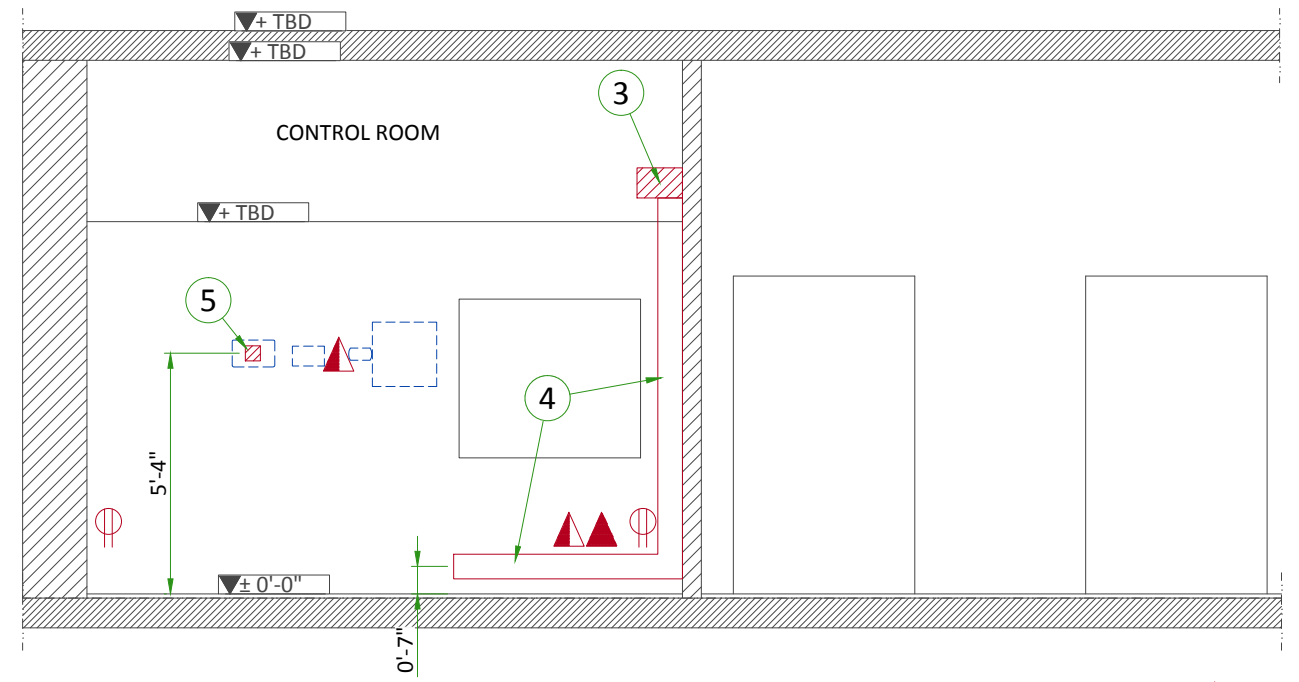 + TBD
+ TBD
3
CONTROL ROOM
+ TBD
5
4
5'-4"
± 0'-0"
0'-7"